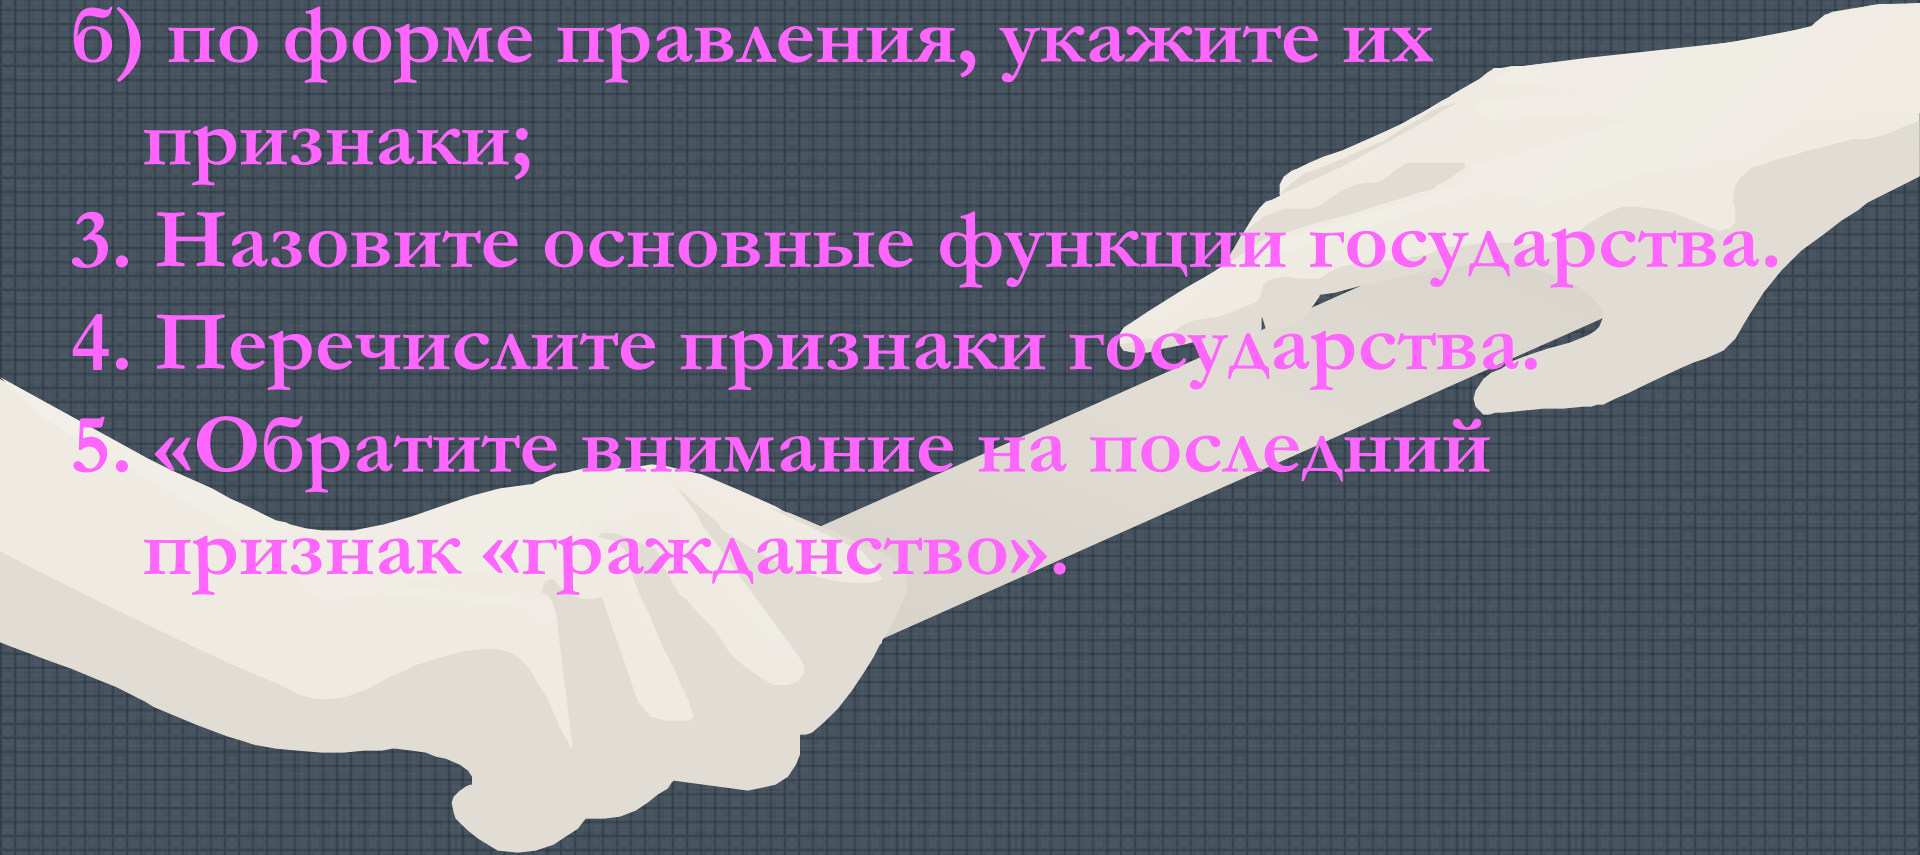 б) по форме правления, укажите их
признаки;
3. Назовите основные функции государства.
4. Перечислите признаки государства.
5. «Обратите внимание на последний
признак «гражданство».